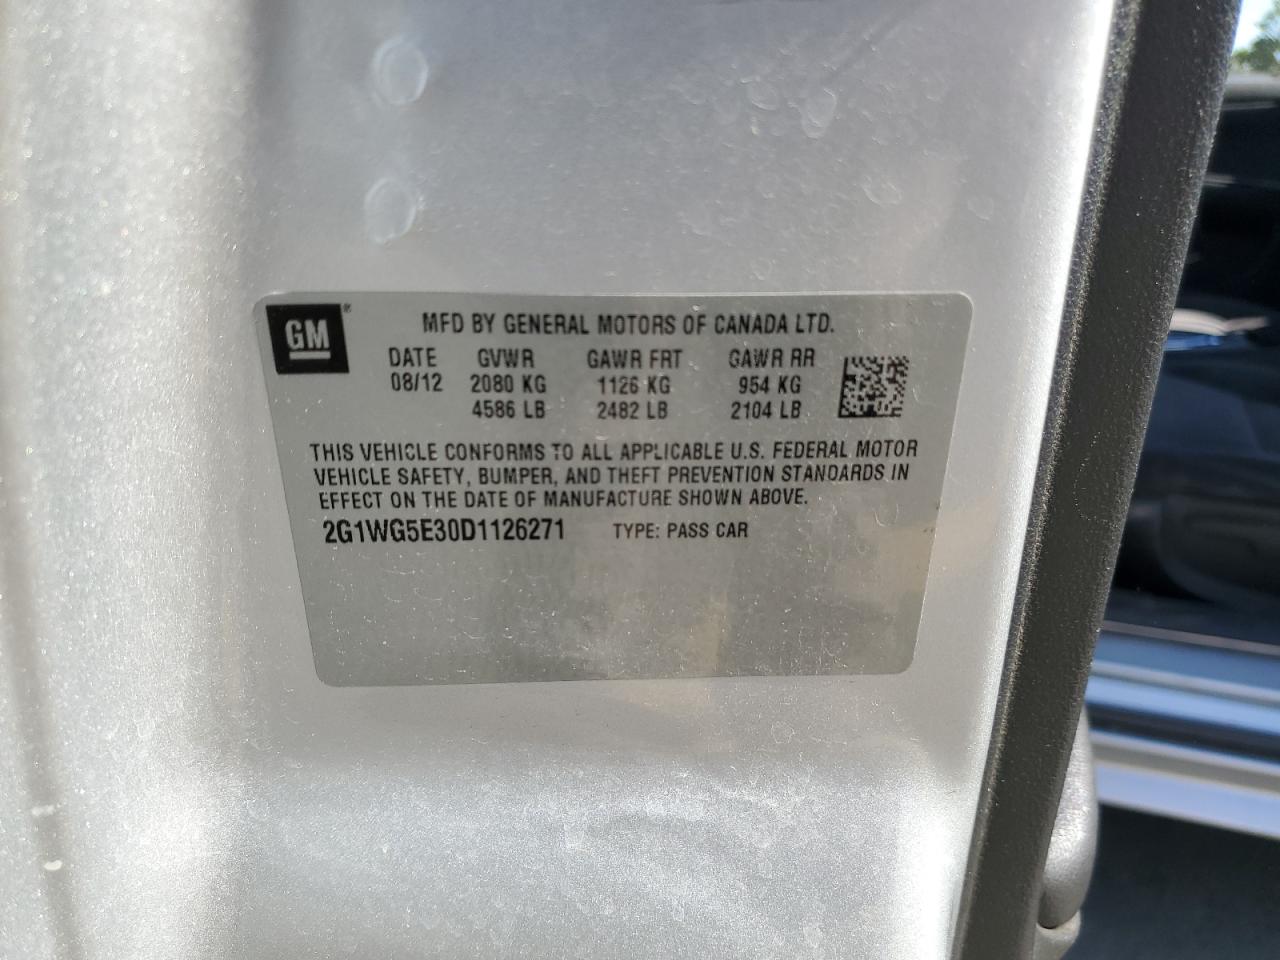 GM®
MFD BY GENERAL MOTORS OF CANADA LTD.
DATE GVWR GAWR FRT GAWR RR
08/12 2080 KG 1126 KG 954 KG
4586 LB 2482 LB 2104 LB
THIS VEHICLE CONFORMS TO ALL APPLICABLE U.S. FEDERAL MOTOR
VEHICLE SAFETY, BUMPER, AND THEFT PREVENTION STANDARDS IN
EFFECT ON THE DATE OF MANUFACTURE SHOWN ABOVE.
2G1WG5E30D1126271 TYPE: PASS CAR